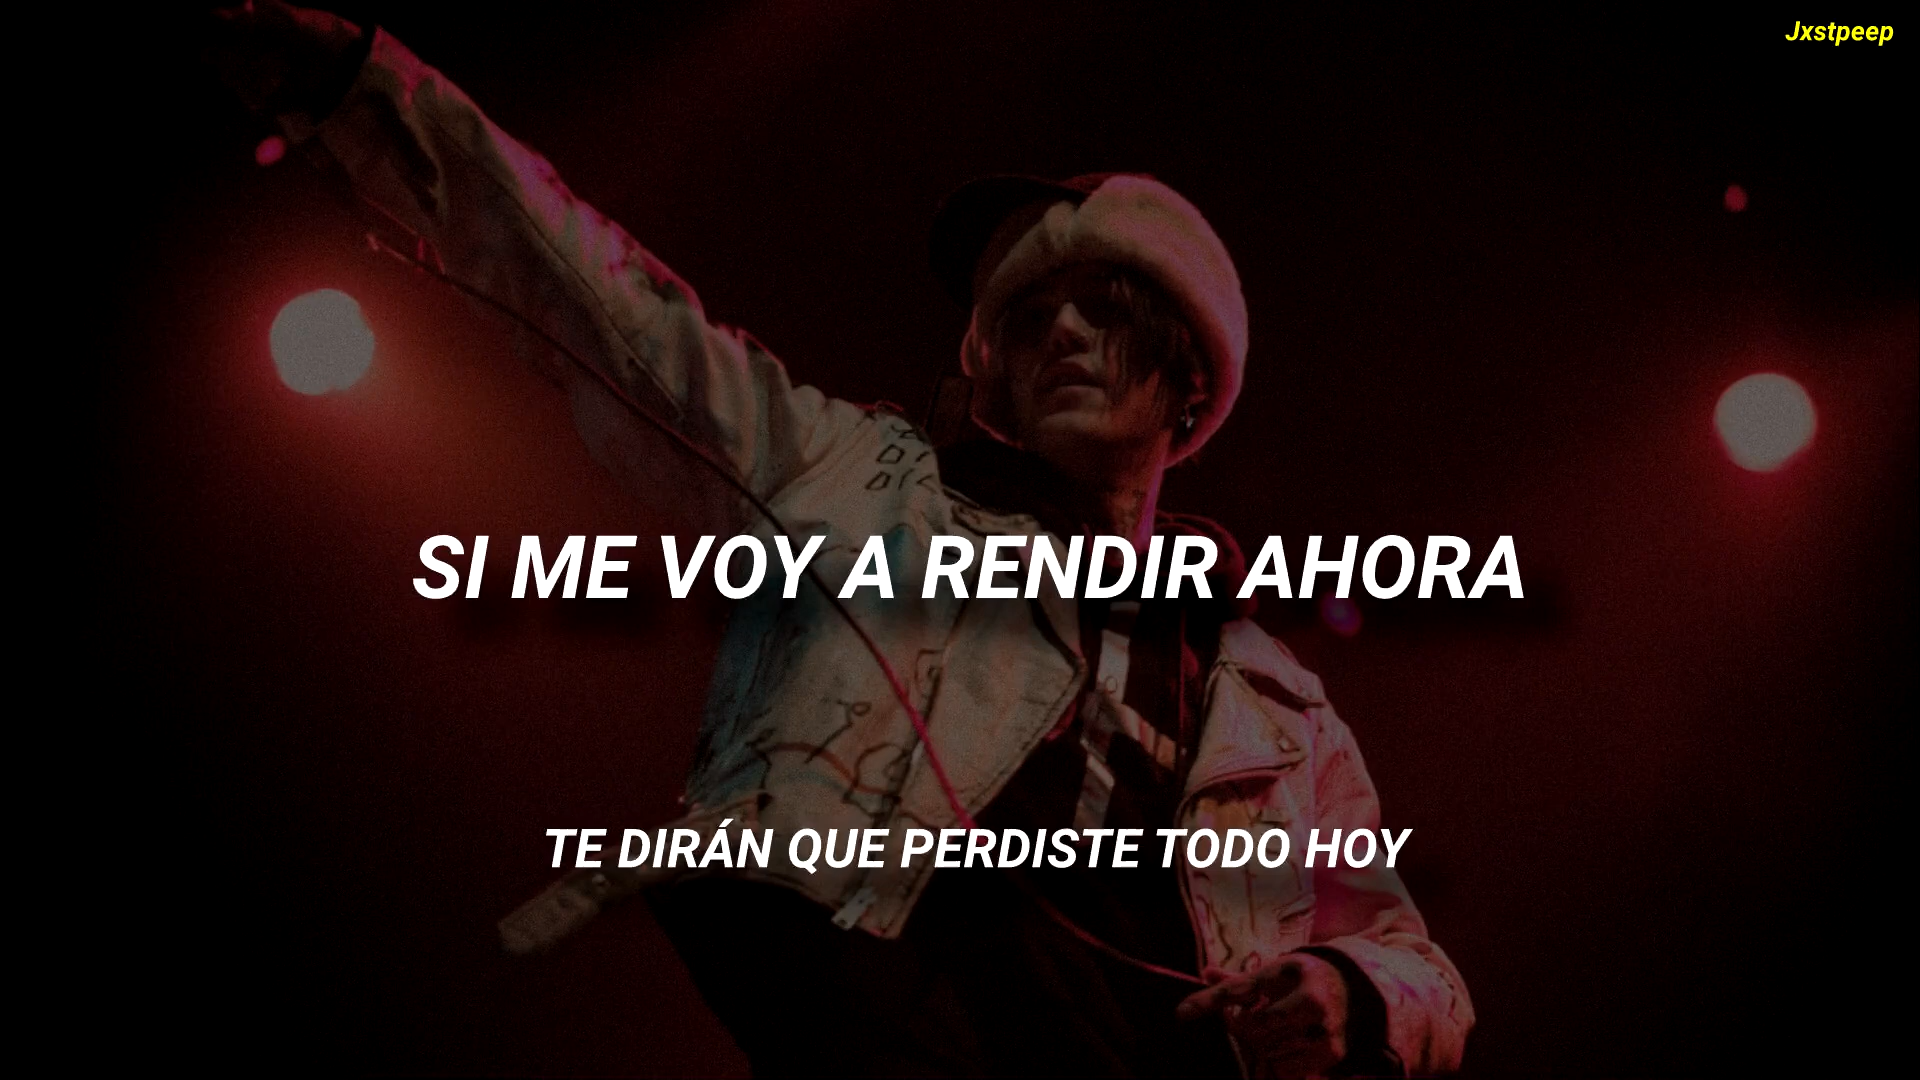 Jxstpeep
SI ME VOY A RENDIR AHORA
TE DIRÁN QUE PERDISTE TODO HOY